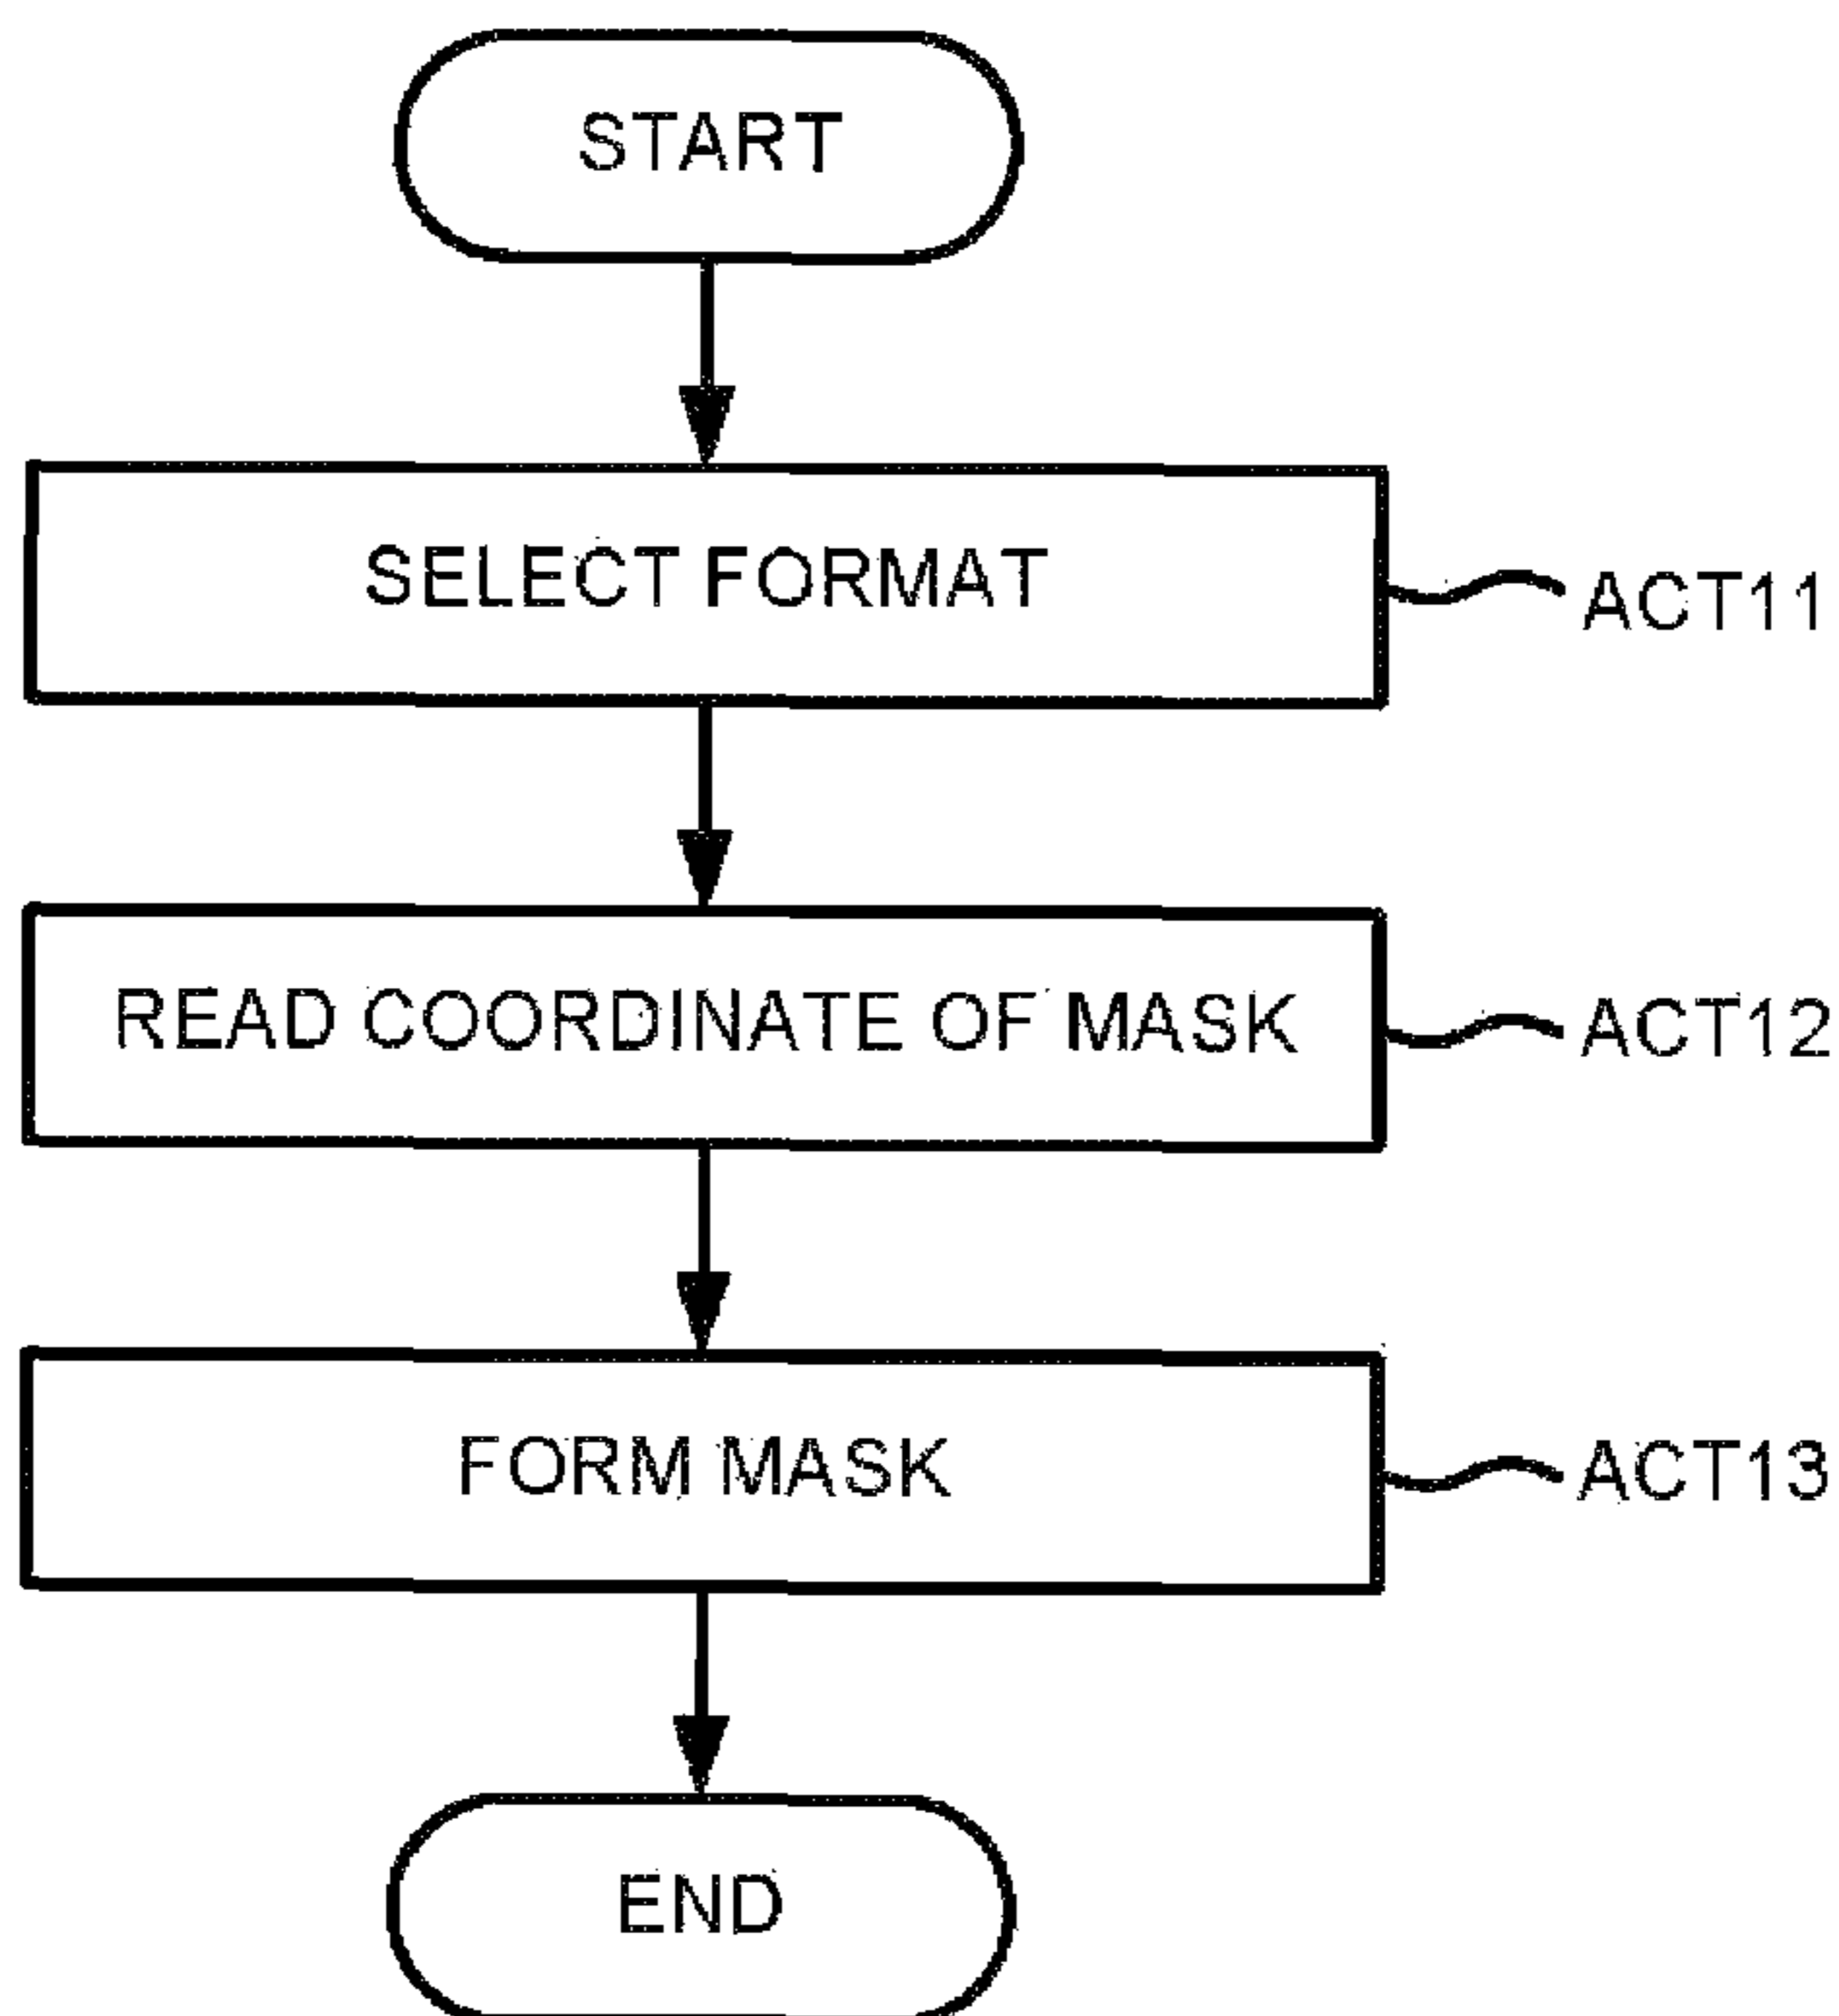 START
SELECT FORMAT
ACT11
READ COORDINATE OF MASK
ACT12
FORM MASK
ACT13
END